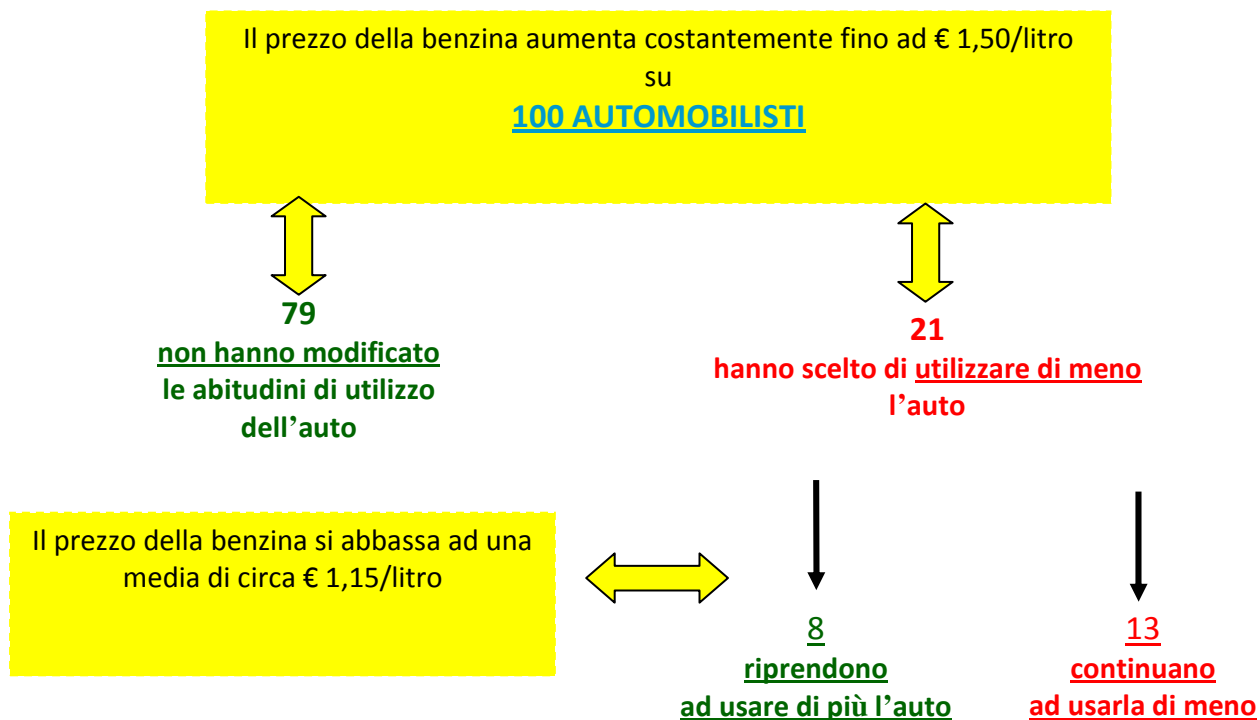 Il prezzo della benzina aumenta costantemente fino ad € 1,50/litro
su
100 AUTOMOBILISTI
79
non hanno modificato
le abitudini di utilizzo
dell’auto
21
hanno scelto di utilizzare di meno
l’auto
Il prezzo della benzina si abbassa ad una
media di circa € 1,15/litro
8
riprendono
ad usare di più l’auto
13
continuano
ad usarla di meno